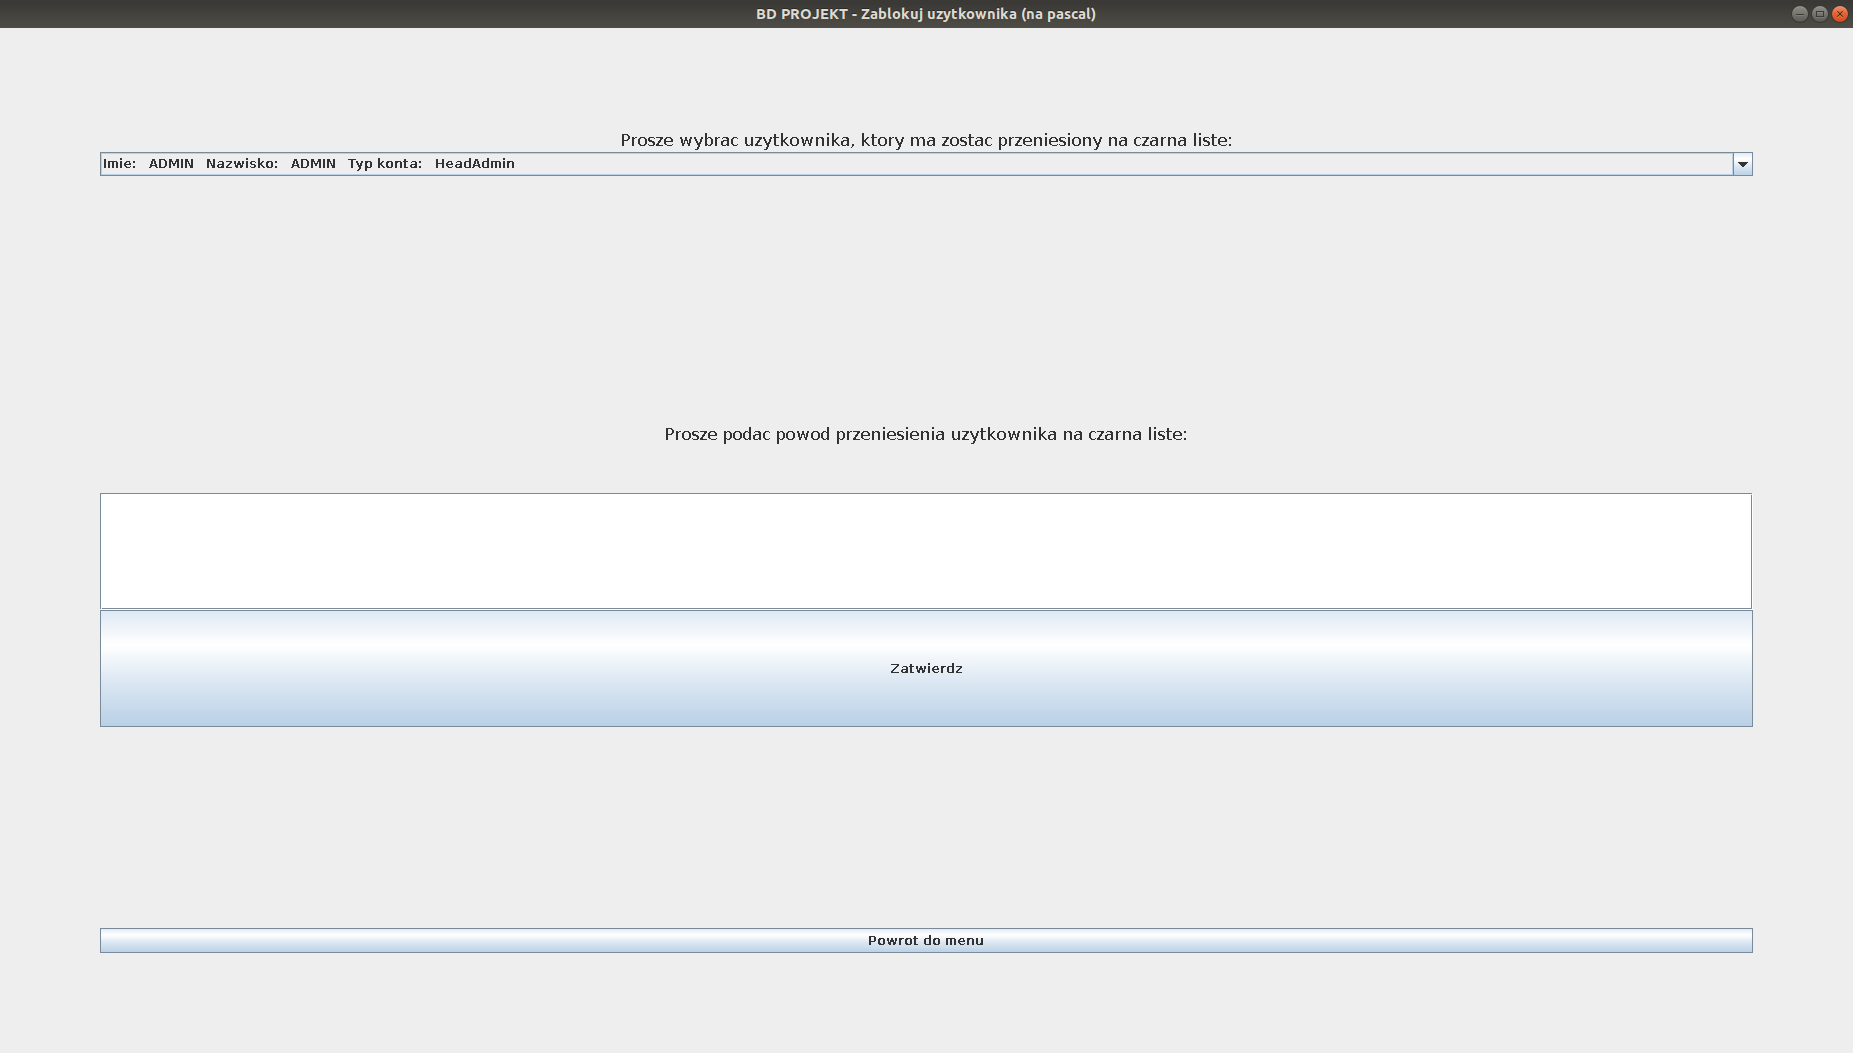 BD PROJEKT - Zablokuj uzytkownika (na pascal)
Prosze wybrac uzytkownika, ktory ma zostac przeniesiony na czarna liste:
Imie: ADMIN Nazwisko: ADMIN Typ konta: HeadAdmin
Prosze podac powod przeniesienia uzytkownika na czarna liste:
Zatwierdz
Powrot do menu